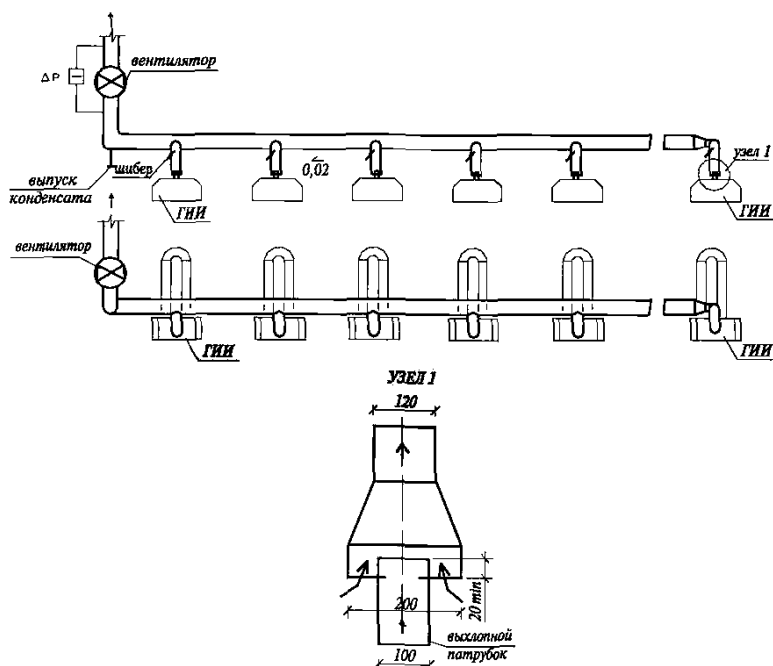 вентилятор
ΔP
шибер
узел 1
0,02
выпуск
конденсата
ГИИ
ГИИ
вентилятор
ГИИ
ГИИ
УЗЕЛ 1
120
200
20 min
выхлопной
патрубок
100